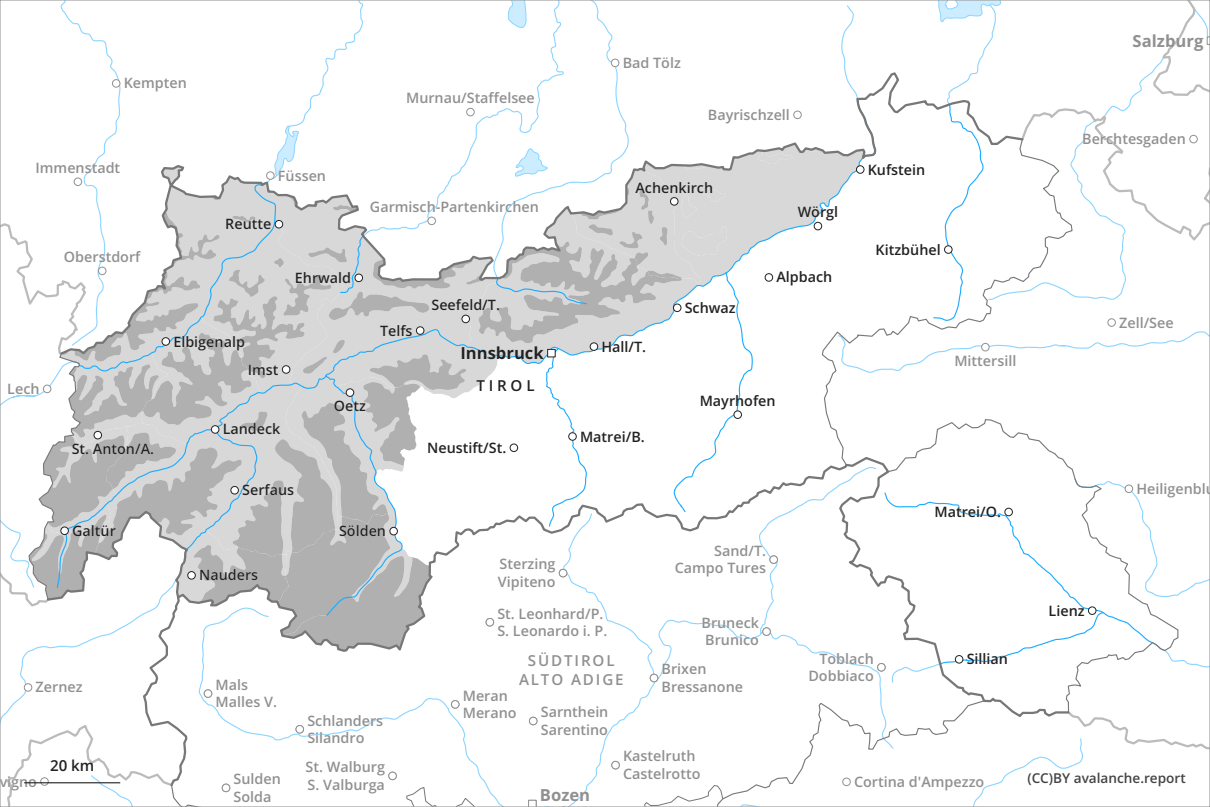 Salzburg
Bad Tölz
Kempten
Murnau/Staffelsee
Bayrischzell
Berchtesgaden
Immenstadt
Füssen
Kufstein
Achenkirch
Garmisch-Partenkirchen
Wörgl
Reutte
Kitzbühel
Oberstdorf
Ehrwald
Alpbach
Seefeld/T.
Schwaz
Telfs
Zell/See
Elbigenalp
Innsbruck
Hall/T.
Mittersill
Imst
TIROL
Lech
Oetz
Mayrhofen
Landeck
Matrei/B.
St. Anton/A.
Neustift/St.
Serfaus
Heiligenblu
Matrei/O.
Galtür
Sölden
Sand/T.
Campo Tures
Sterzing
Vipiteno
Nauders
Lienz
St. Leonhard/P.
S. Leonardo i. P.
Bruneck
Brunico
SÜDTIROL
ALTO ADIGE
Toblach
Dobbiaco
Sillian
Brixen
Bressanone
Zernez
Mals
Malles V.
Meran
Merano
Sarnthein
Sarentino
Schlanders
Silandro
Kastelruth
Castelrotto
20 km
St. Walburg
S. Valburga
Sulden
Solda
vigno
Cortina d'Ampezzo
(CC)BY avalanche.report
Bozen